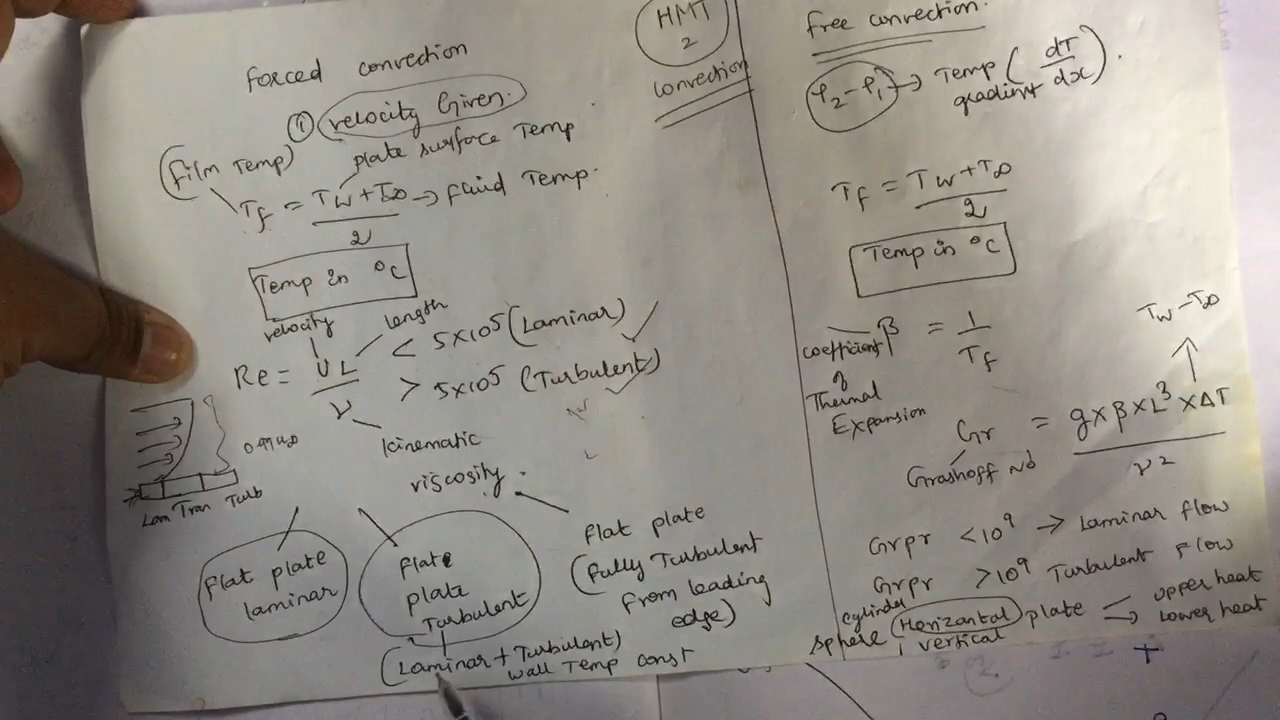 HMT
2
Convection
Forced convection
① velocity Given.
(Film Temp)
plate surface Temp
Tf = Tw + T∞ → fluid Temp.
2
Temp in °C
velocity
length
Re = UL < 5×10⁵ (Laminar)
ν > 5×10⁵ (Turbulent)
kinematic
viscosity.
Lam Tran Turb
Flat plate
laminar
flate
plate
Turbulent
(Laminar + Turbulent)
wall Temp const
flat plate
(fully Turbulent
from leading
edge)
free convection.
ρ2 - ρ1 → Temp (dT/dx).
gradient
Tf = Tw + T∞
2
Temp in °C
coefficient β = 1
Tf
of
Thermal
Expansion
Tw - T∞
Gr = g×β×L³×ΔT
ν²
Grashoff No
GrPr < 10⁹ → Laminar flow
GrPr > 10⁹ Turbulent Flow
cylinder
sphere Horizantal plate upper heat
vertical → lower heat